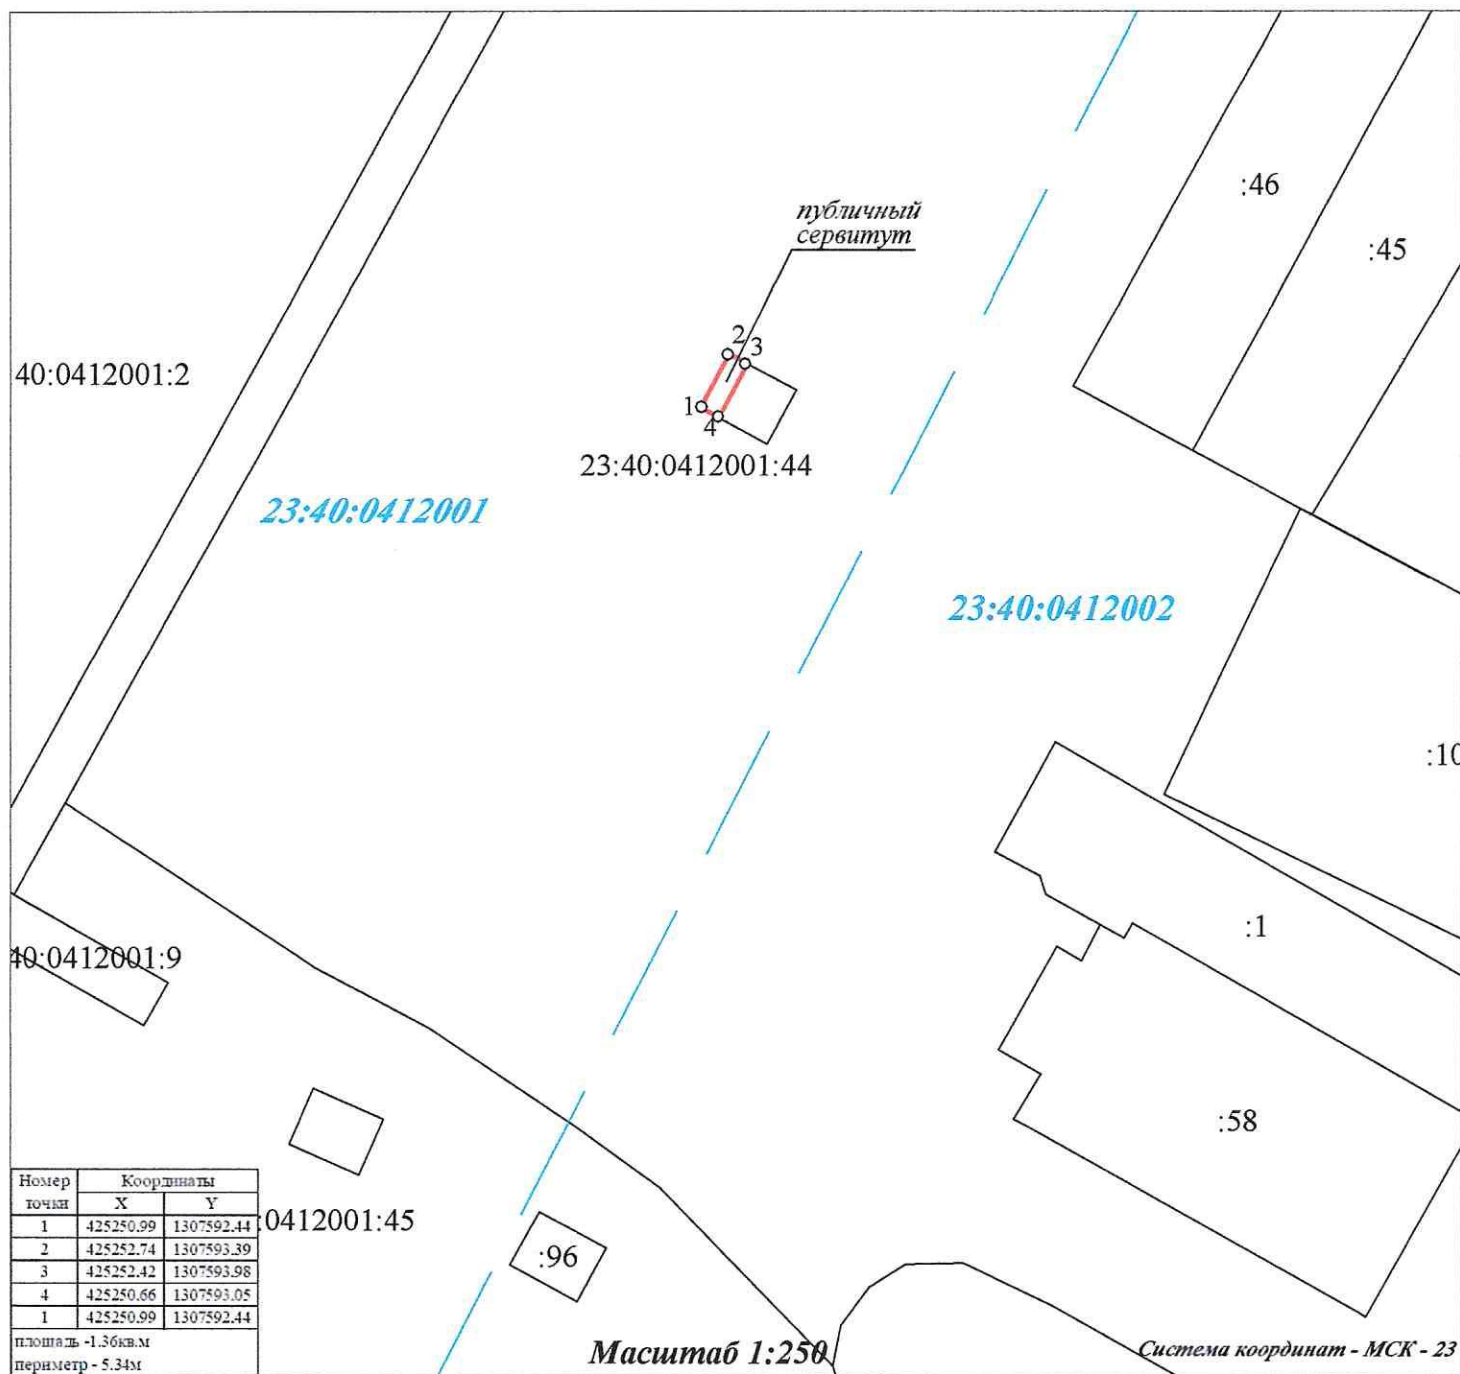 :46
публичный
сервитут
:45
2
3
40:0412001:2
1
4
23:40:0412001:44
23:40:0412001
23:40:0412002
:10
:1
40:0412001:9
:58
Номер точки Координаты
X Y
1 425250.99 1307592.44
2 425252.74 1307593.39
3 425252.42 1307593.98
4 425250.66 1307593.05
1 425250.99 1307592.44
площадь -1.36кв.м
периметр - 5.34м
:0412001:45
:96
Масштаб 1:250
Система координат - МСК - 23